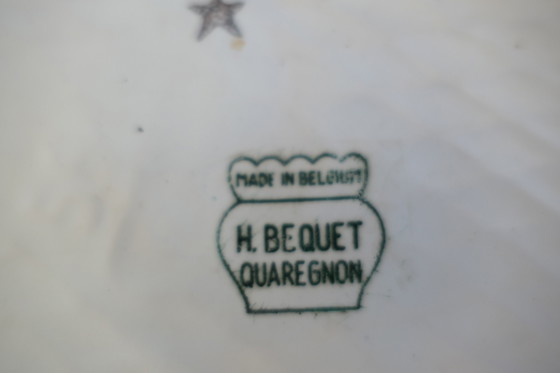 MADE IN BELGIUM
H. BEQUET
QUAREGNON